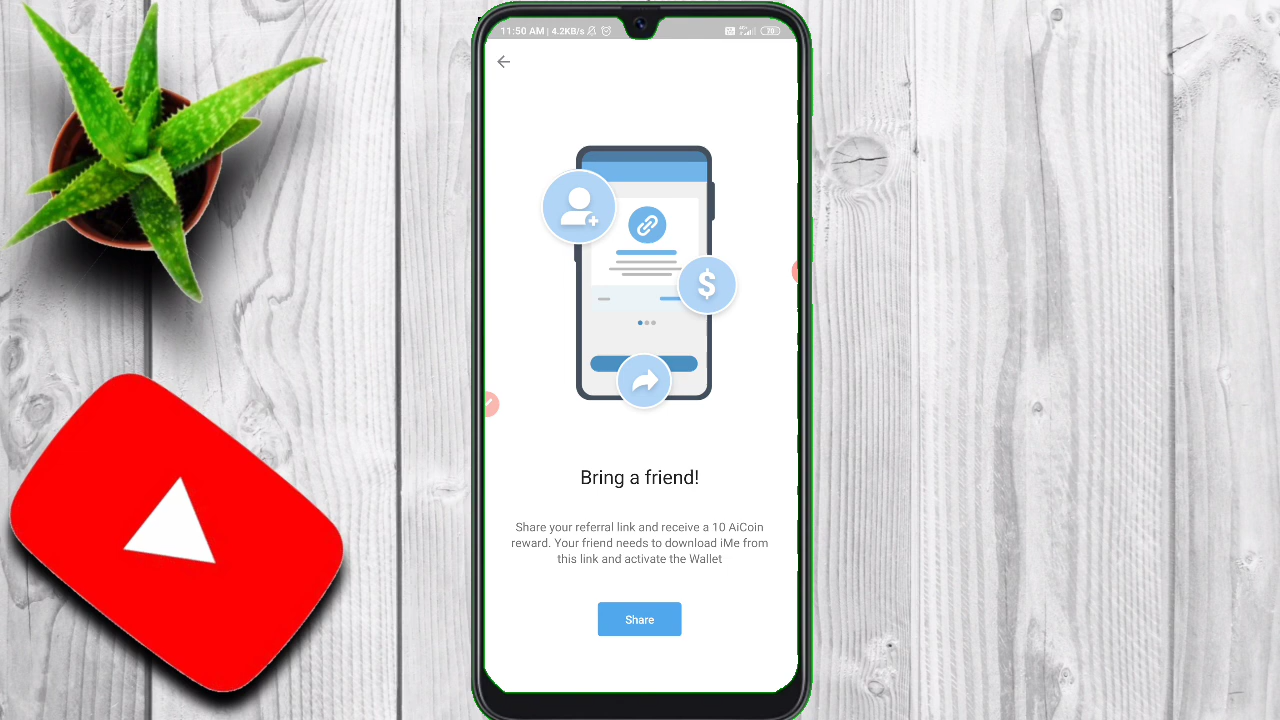 11:50 AM | 4.2KB/s
Bring a friend!
Share your referral link and receive a 10 AiCoin
reward. Your friend needs to download iMe from
this link and activate the Wallet
Share